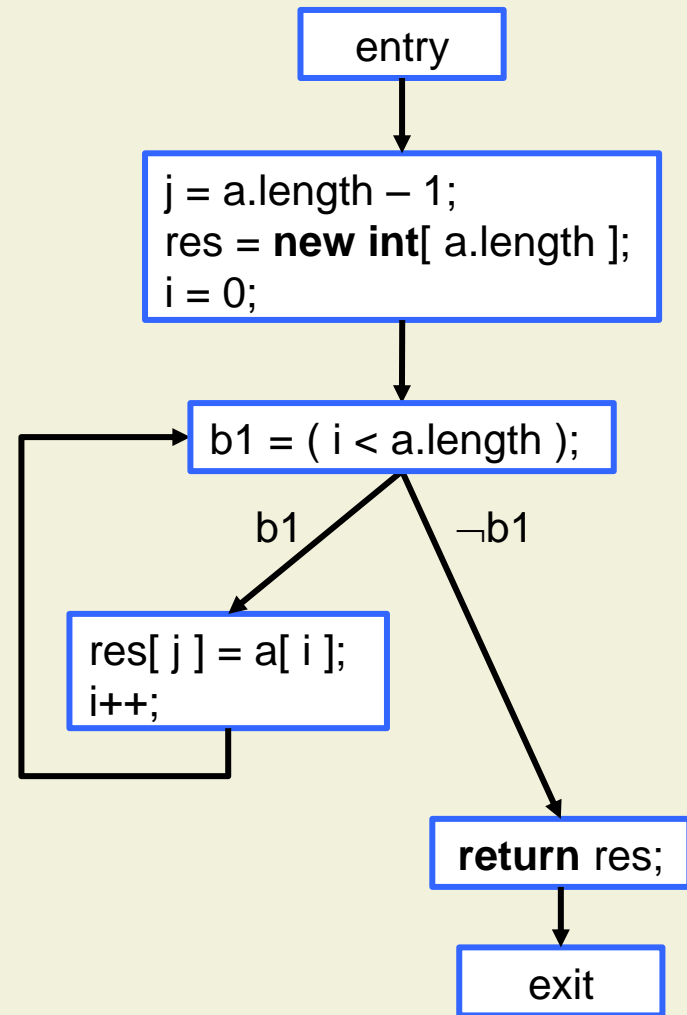 entry
j = a.length – 1;
res = new int[ a.length ];
i = 0;
b1 = ( i < a.length );
b1
¬b1
res[ j ] = a[ i ];
i++;
return res;
exit